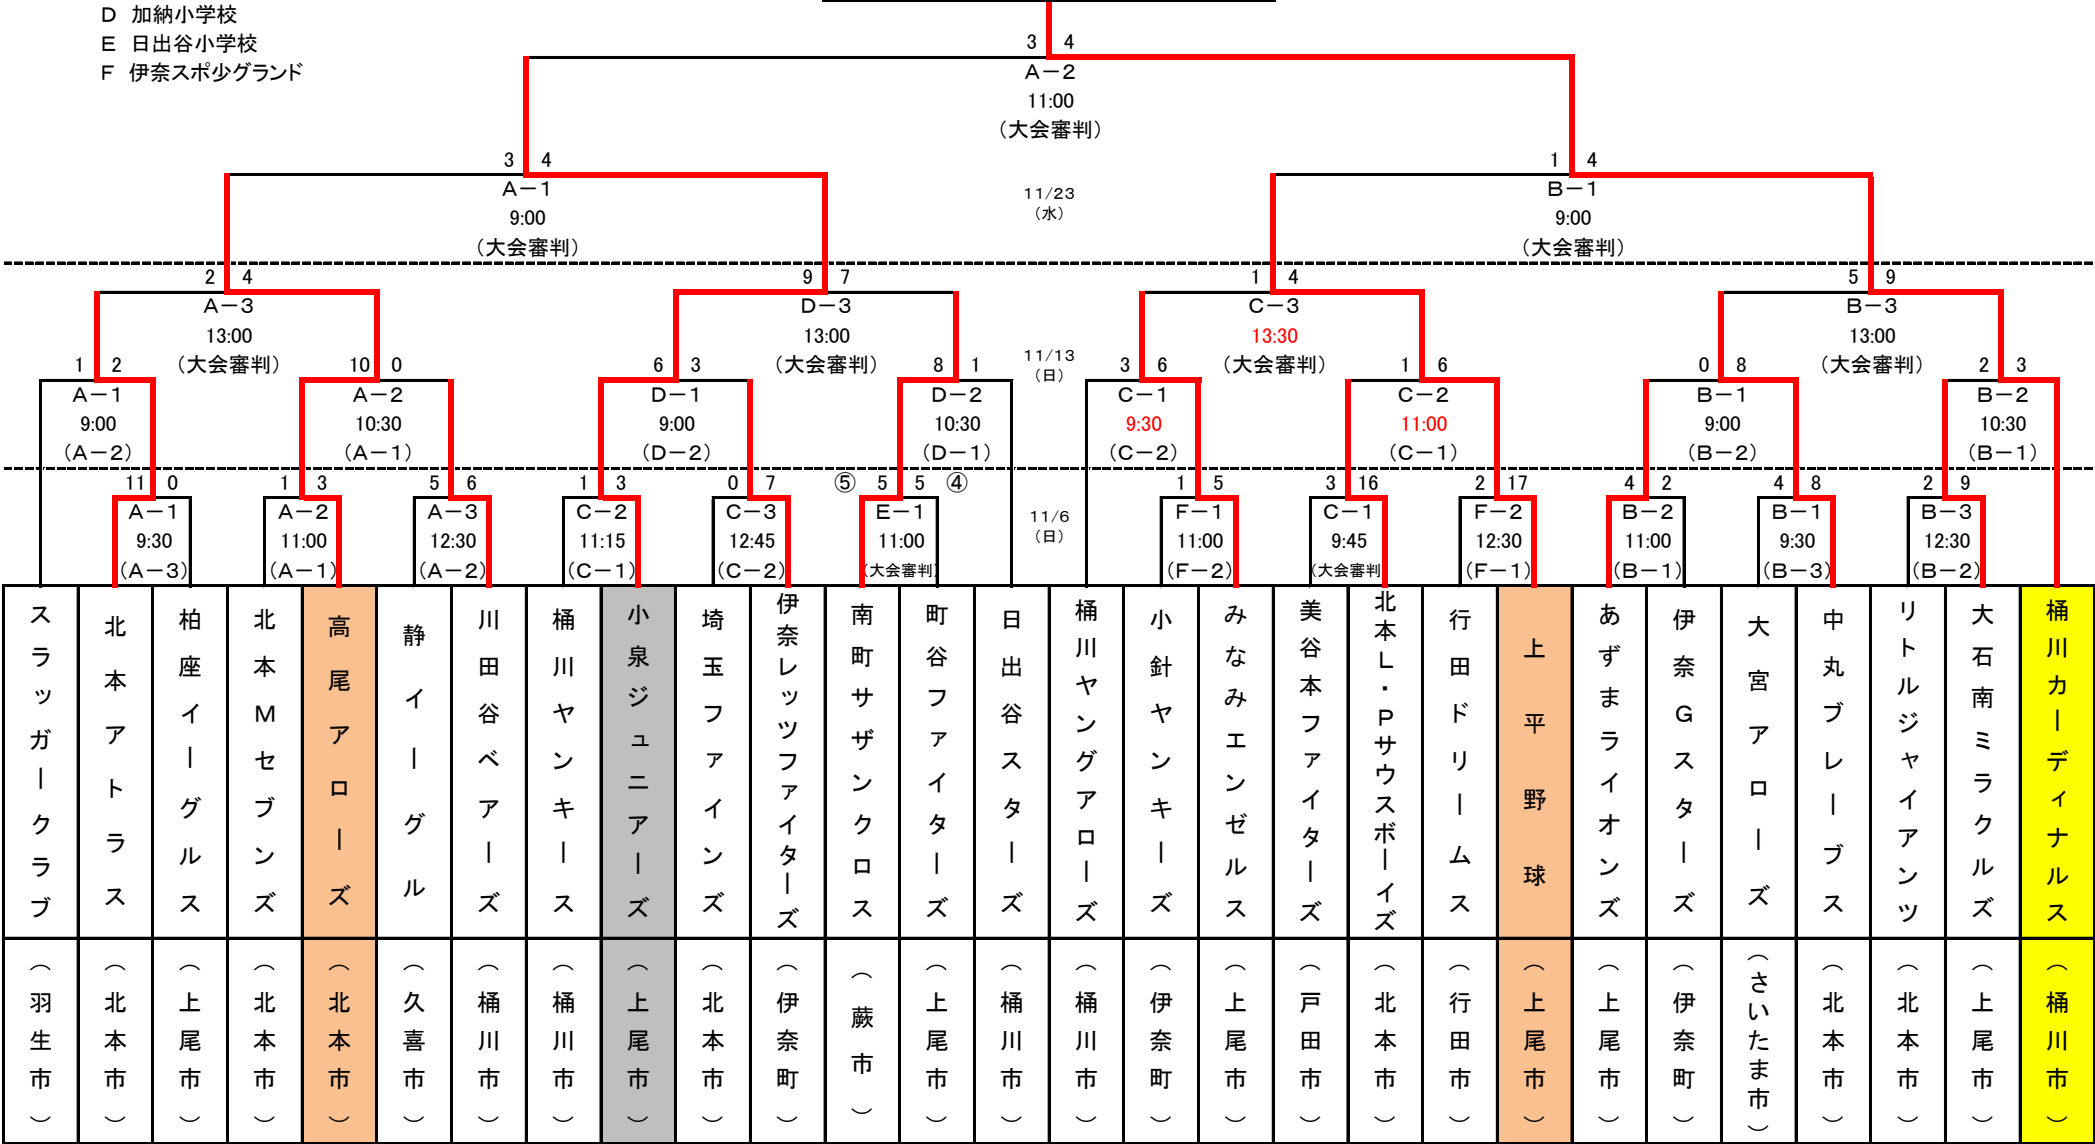 D 加納小学校
E 日出谷小学校
F 伊奈スポ少グランド
3 4
A－2
11:00
（大会審判）
3 4
A－1
9:00
（大会審判）
11/23
（水）
1 4
B－1
9:00
（大会審判）
2 4
A－3
13:00
（大会審判）
9 7
D－3
13:00
（大会審判）
1 4
C－3
13:30
（大会審判）
5 9
B－3
13:00
（大会審判）
11/13
（日）
1 2
A－1
9:00
（A－2）
10 0
A－2
10:30
（A－1）
6 3
D－1
9:00
（D－2）
8 1
D－2
10:30
（D－1）
3 6
C－1
9:30
（C－2）
1 6
C－2
11:00
（C－1）
0 8
B－1
9:00
（B－2）
2 3
B－2
10:30
（B－1）
11 0
A－1
9:30
（A－3）
1 3
A－2
11:00
（A－1）
5 6
A－3
12:30
（A－2）
1 3
C－2
11:15
（C－1）
0 7
C－3
12:45
（C－2）
⑤ 5 5 ④
E－1
11:00
（大会審判）
11/6
（日）
1 5
F－1
11:00
（F－2）
3 16
C－1
9:45
（大会審判）
2 17
F－2
12:30
（F－1）
4 2
B－2
11:00
（B－1）
4 8
B－1
9:30
（B－3）
2 9
B－3
12:30
（B－2）
スラッガークラブ
北本アトラス
柏座イーグルス
北本Mセブンズ
高尾アローズ
静イーグル
川田谷ベアーズ
桶川ヤンキース
小泉ジュニアーズ
埼玉ファインズ
伊奈レッツファイターズ
南町サザンクロス
町谷ファイターズ
日出谷スターズ
桶川ヤングアローズ
小針ヤンキーズ
みなみエンゼルス
美谷本ファイターズ
北本L・Pサウスボーイズ
行田ドリームス
上平野球
あずまライオンズ
伊奈Gスターズ
大宮アローズ
中丸ブレーブス
リトルジャイアンツ
大石南ミラクルズ
桶川カーディナルス
（羽生市）
（北本市）
（上尾市）
（北本市）
（北本市）
（久喜市）
（桶川市）
（桶川市）
（上尾市）
（北本市）
（伊奈町）
（蕨市）
（上尾市）
（桶川市）
（桶川市）
（伊奈町）
（上尾市）
（戸田市）
（北本市）
（行田市）
（上尾市）
（上尾市）
（伊奈町）
（さいたま市）
（北本市）
（北本市）
（上尾市）
（桶川市）